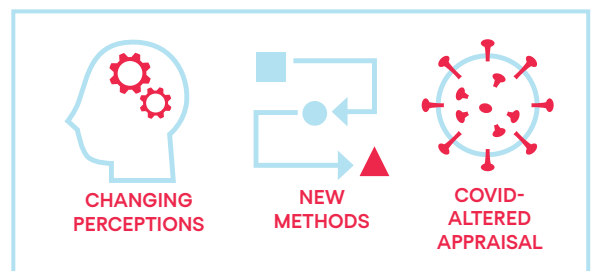 CHANGING
PERCEPTIONS
NEW
METHODS
COVID-
ALTERED
APPRAISAL